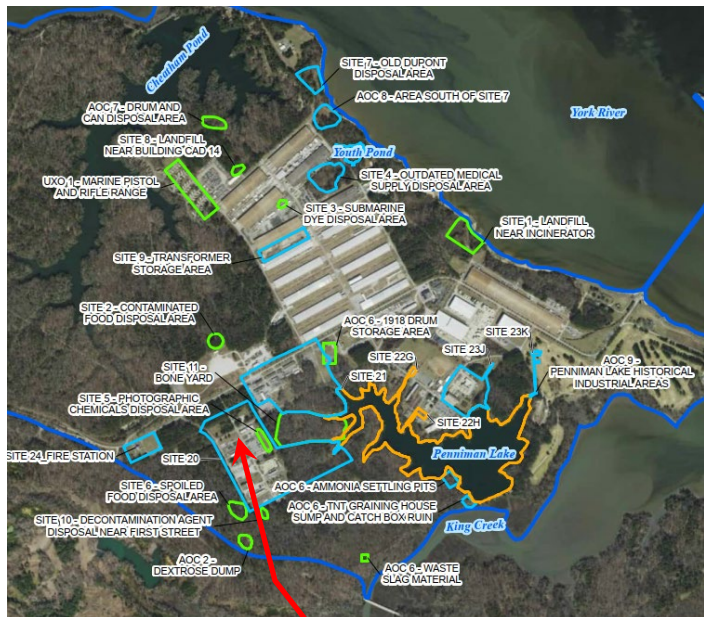 Cheatham Pond
SITE 7 - OLD DUPONT
DISPOSAL AREA
AOC 8 - AREA SOUTH OF SITE 7
York River
AOC 7 - DRUM AND
CAN DISPOSAL AREA
SITE 8 - LANDFILL
NEAR BUILDING CAD 14
Youth Pond
UXO 1 - MARINE PISTOL
AND RIFLE RANGE
SITE 4 - OUTDATED MEDICAL
SUPPLY DISPOSAL AREA
SITE 3 - SUBMARINE
DYE DISPOSAL AREA
SITE 1 - LANDFILL
NEAR INCINERATOR
SITE 9 - TRANSFORMER
STORAGE AREA
SITE 2 - CONTAMINATED
FOOD DISPOSAL AREA
AOC 6 - 1918 DRUM
STORAGE AREA
SITE 23K
SITE 22G
SITE 23J
SITE 11 -
BONE YARD
SITE 21
AOC 9 -
PENNIMAN LAKE HISTORICAL
INDUSTRIAL AREAS
SITE 5 - PHOTOGRAPHIC
CHEMICALS DISPOSAL AREA
SITE 22H
SITE 24_FIRE STATION
SITE 20
Penniman Lake
SITE 6 - SPOILED
FOOD DISPOSAL AREA
AOC 6 - AMMONIA SETTLING PITS
AOC 6 - TNT GRAINING HOUSE
SUMP AND CATCH BOX RUIN
SITE 10 - DECONTAMINATION AGENT
DISPOSAL NEAR FIRST STREET
King Creek
AOC 2 -
DEXTROSE DUMP
AOC 6 - WASTE
SLAG MATERIAL